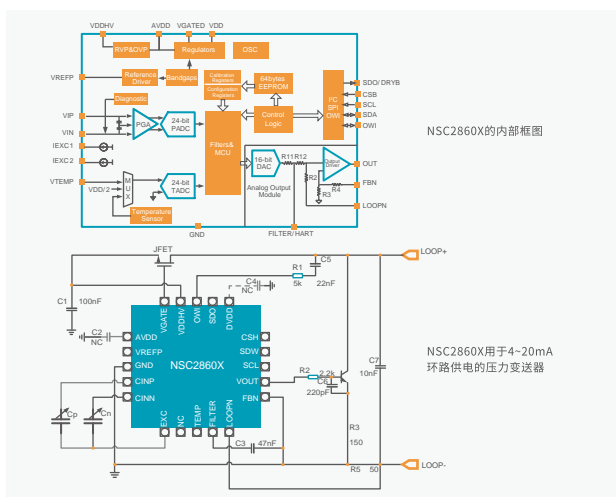 VDDHV
AVDD
VGATED
VDD
RVP&OVP
Regulators
OSC
VREFP
Reference
Driver
Bandgaps
Calibration
Registers
Configuration
Registers
64bytes
EEPROM
Diagnostic
VIP
VIN
PGA
24-bit
PADC
Filters&
MCU
Control
Logic
I²C
SPI
OWI
SDO/ DRYB
CSB
SCL
SDA
OWI
NSC2860X的内部框图
IEXC1
IEXC2
VTEMP
VDD/2
M
U
X
24-bit
TADC
Temperature
Sensor
16-bit
DAC
R11
R12
Analog Output
Module
R2
R3
R4
Output
Driver
OUT
FBN
LOOPN
GND
FILTER/HART
JFET
LOOP+
C5
R1
5k
22nF
C4
NC
C1
100nF
C2
NC
VGATE
VDDHV
OWI
SDO
DVDD
AVDD
VREFP
GND
CINP
CINN
NSC2860X
CSH
SDW
SCL
VOUT
FBN
EXC
NC
TEMP
FILTER
LOOPN
R2
2.2k
C6
220pF
C7
10nF
NSC2860X用于4~20mA
环路供电的压力变送器
Cp
Cn
C3
47nF
R3
150
R5
50
LOOP-